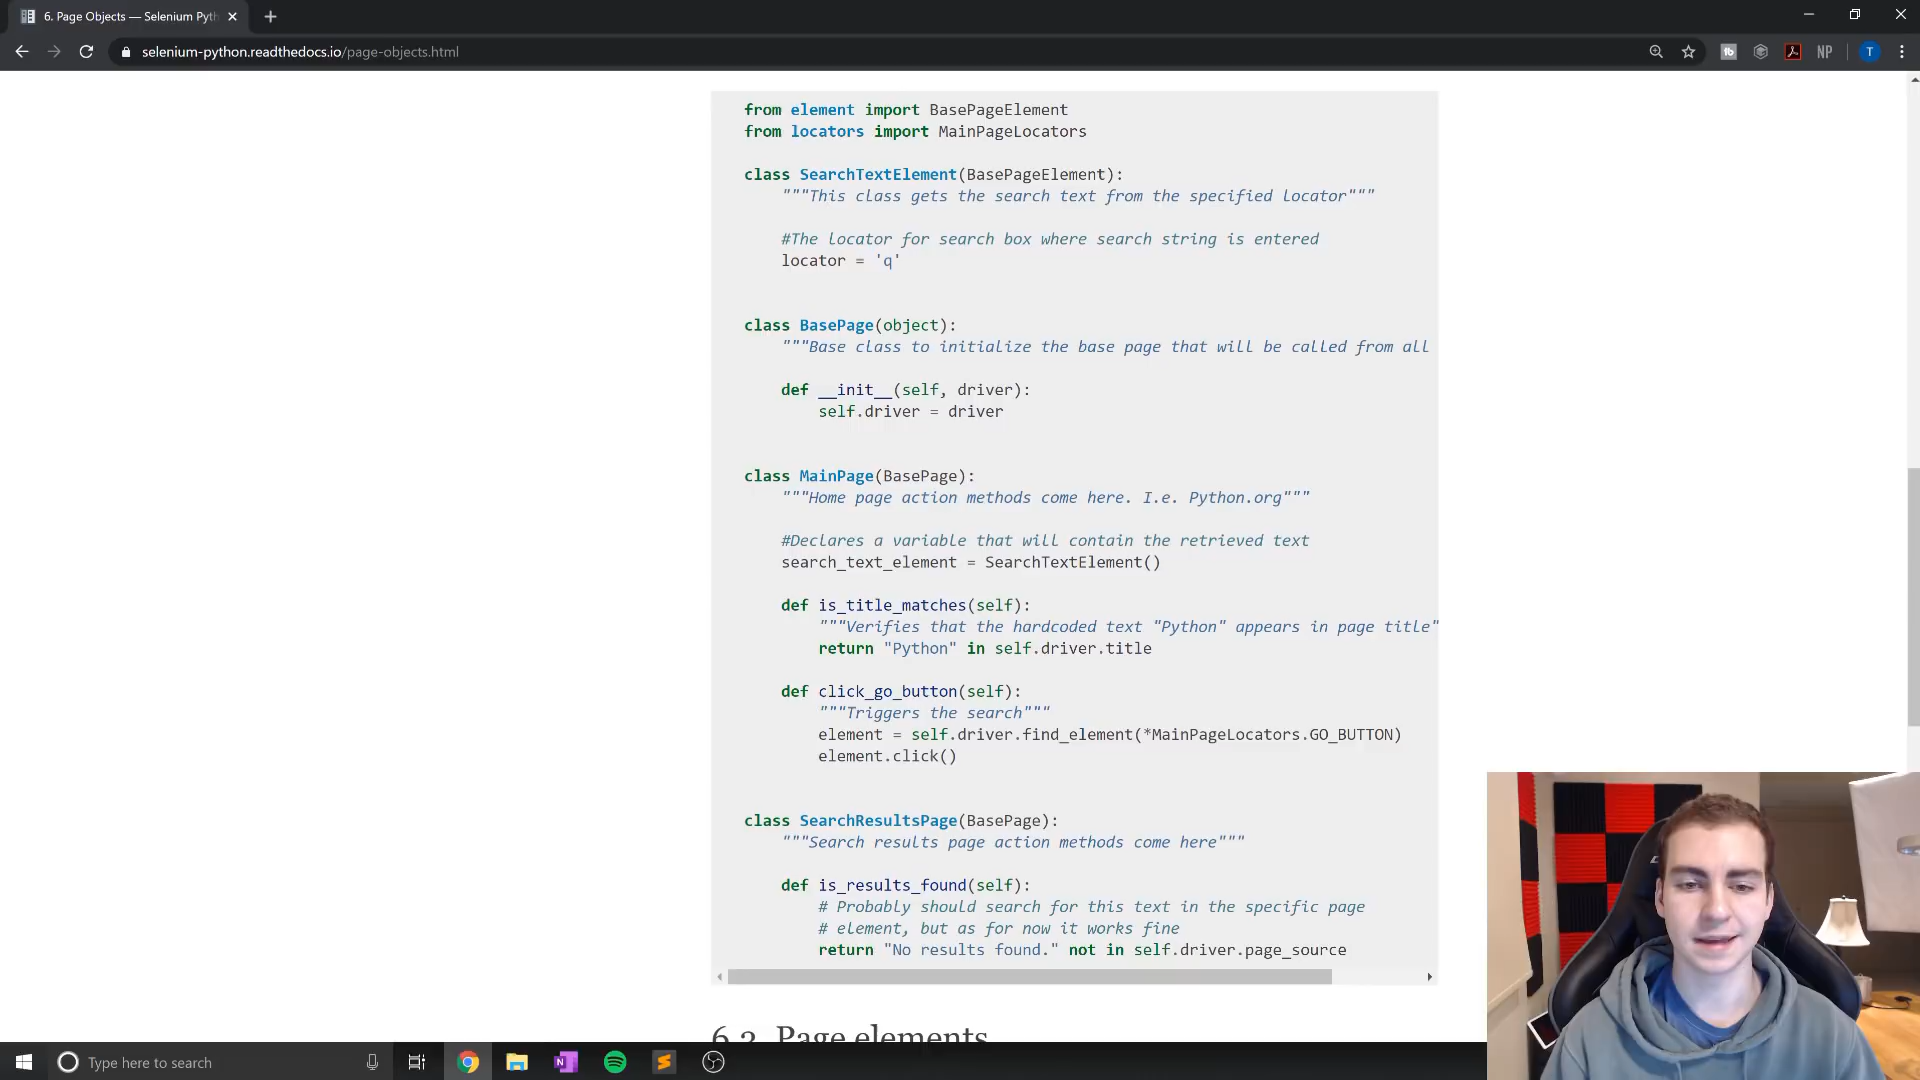 6. Page Objects — Selenium Pyth
selenium-python.readthedocs.io/page-objects.html
NP
T
from element import BasePageElement
from locators import MainPageLocators
class SearchTextElement(BasePageElement):
"""This class gets the search text from the specified locator"""
#The locator for search box where search string is entered
locator = 'q'
class BasePage(object):
"""Base class to initialize the base page that will be called from all
def __init__(self, driver):
self.driver = driver
class MainPage(BasePage):
"""Home page action methods come here. I.e. Python.org"""
#Declares a variable that will contain the retrieved text
search_text_element = SearchTextElement()
def is_title_matches(self):
"""Verifies that the hardcoded text "Python" appears in page title"
return "Python" in self.driver.title
def click_go_button(self):
"""Triggers the search"""
element = self.driver.find_element(*MainPageLocators.GO_BUTTON)
element.click()
class SearchResultsPage(BasePage):
"""Search results page action methods come here"""
def is_results_found(self):
# Probably should search for this text in the specific page
# element, but as for now it works fine
return "No results found." not in self.driver.page_source
Page elements
Type here to search